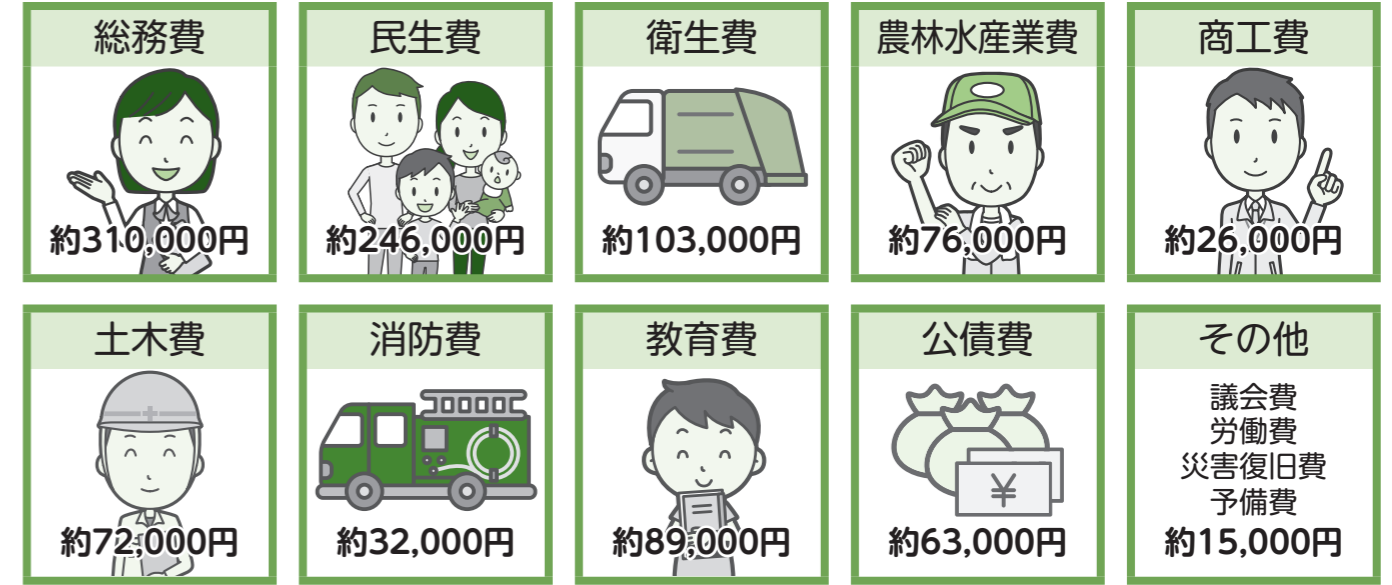 総務費
約310,000円
民生費
約246,000円
衛生費
約103,000円
農林水産業費
約76,000円
商工費
約26,000円
土木費
約72,000円
消防費
約32,000円
教育費
約89,000円
公債費
¥
約63,000円
その他
議会費
労働費
災害復旧費
予備費
約15,000円